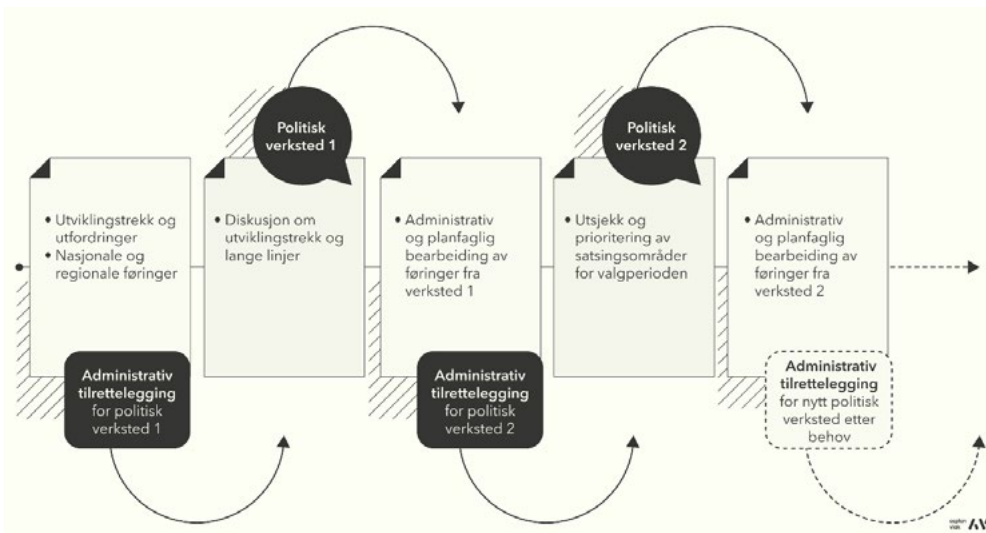 Politisk
verksted 1
Politisk
verksted 2
• Utviklingstrekk og
utfordringer
• Nasjonale og
regionale føringer
• Diskusjon om
utviklingstrekk og
lange linjer
• Administrativ
og planfaglig
bearbeiding av
føringer fra
verksted 1
• Utsjekk og
prioritering av
satsingsområder
for valgperioden
• Administrativ
og planfaglig
bearbeiding av
føringer fra
verksted 2
Administrativ
tilrettelegging
for politisk
verksted 1
Administrativ
tilrettelegging
for politisk
verksted 2
Administrativ
tilrettelegging
for nytt politisk
verksted etter
behov